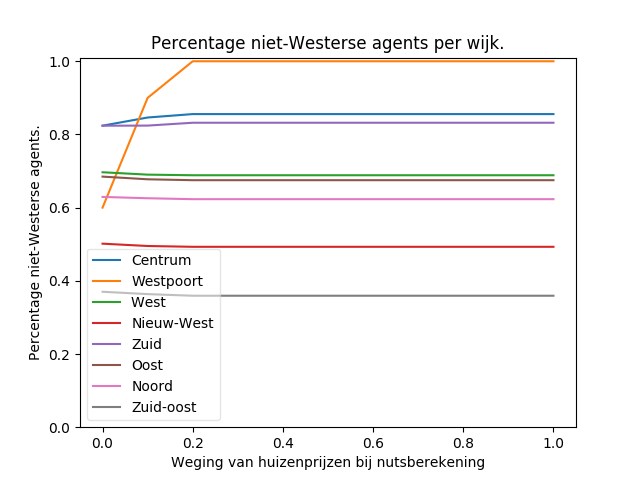 Percentage niet-Westerse agents per wijk.
Percentage niet-Westerse agents.
1.0
0.8
0.6
0.4
0.2
0.0
Centrum
Westpoort
West
Nieuw-West
Zuid
Oost
Noord
Zuid-oost
0.0 0.2 0.4 0.6 0.8 1.0
Weging van huizenprijzen bij nutsberekening